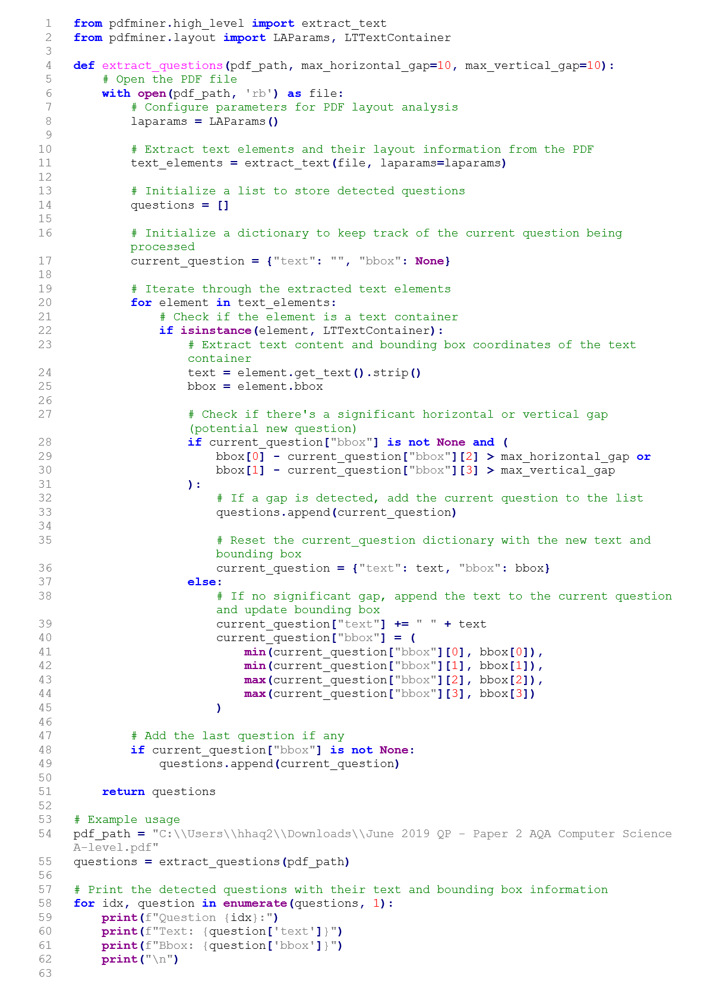 1 from pdfminer.high_level import extract_text
2 from pdfminer.layout import LAParams, LTTextContainer
3
4 def extract_questions(pdf_path, max_horizontal_gap=10, max_vertical_gap=10):
5     # Open the PDF file
6     with open(pdf_path, 'rb') as file:
7         # Configure parameters for PDF layout analysis
8         laparams = LAParams()
9
10         # Extract text elements and their layout information from the PDF
11         text_elements = extract_text(file, laparams=laparams)
12
13         # Initialize a list to store detected questions
14         questions = []
15
16         # Initialize a dictionary to keep track of the current question being
        processed
17         current_question = {"text": "", "bbox": None}
18
19         # Iterate through the extracted text elements
20         for element in text_elements:
21             # Check if the element is a text container
22             if isinstance(element, LTTextContainer):
23                 # Extract text content and bounding box coordinates of the text
                container
24                 text = element.get_text().strip()
25                 bbox = element.bbox
26
27                 # Check if there's a significant horizontal or vertical gap
                (potential new question)
28                 if current_question["bbox"] is not None and (
29                     bbox[0] - current_question["bbox"][2] > max_horizontal_gap or
30                     bbox[1] - current_question["bbox"][3] > max_vertical_gap
31                 ):
32                     # If a gap is detected, add the current question to the list
33                     questions.append(current_question)
34
35                     # Reset the current_question dictionary with the new text and
                    bounding box
36                     current_question = {"text": text, "bbox": bbox}
37                 else:
38                     # If no significant gap, append the text to the current question
                    and update bounding box
39                     current_question["text"] += " " + text
40                     current_question["bbox"] = (
41                         min(current_question["bbox"][0], bbox[0]),
42                         min(current_question["bbox"][1], bbox[1]),
43                         max(current_question["bbox"][2], bbox[2]),
44                         max(current_question["bbox"][3], bbox[3])
45                     )
46
47         # Add the last question if any
48         if current_question["bbox"] is not None:
49             questions.append(current_question)
50
51     return questions
52
53 # Example usage
54 pdf_path = "C:\\Users\\hhaq2\\Downloads\\June 2019 QP - Paper 2 AQA Computer Science
A-level.pdf"
55 questions = extract_questions(pdf_path)
56
57 # Print the detected questions with their text and bounding box information
58 for idx, question in enumerate(questions, 1):
59     print(f"Question {idx}:")
60     print(f"Text: {question['text']}")
61     print(f"Bbox: {question['bbox']}")
62     print("\n")
63